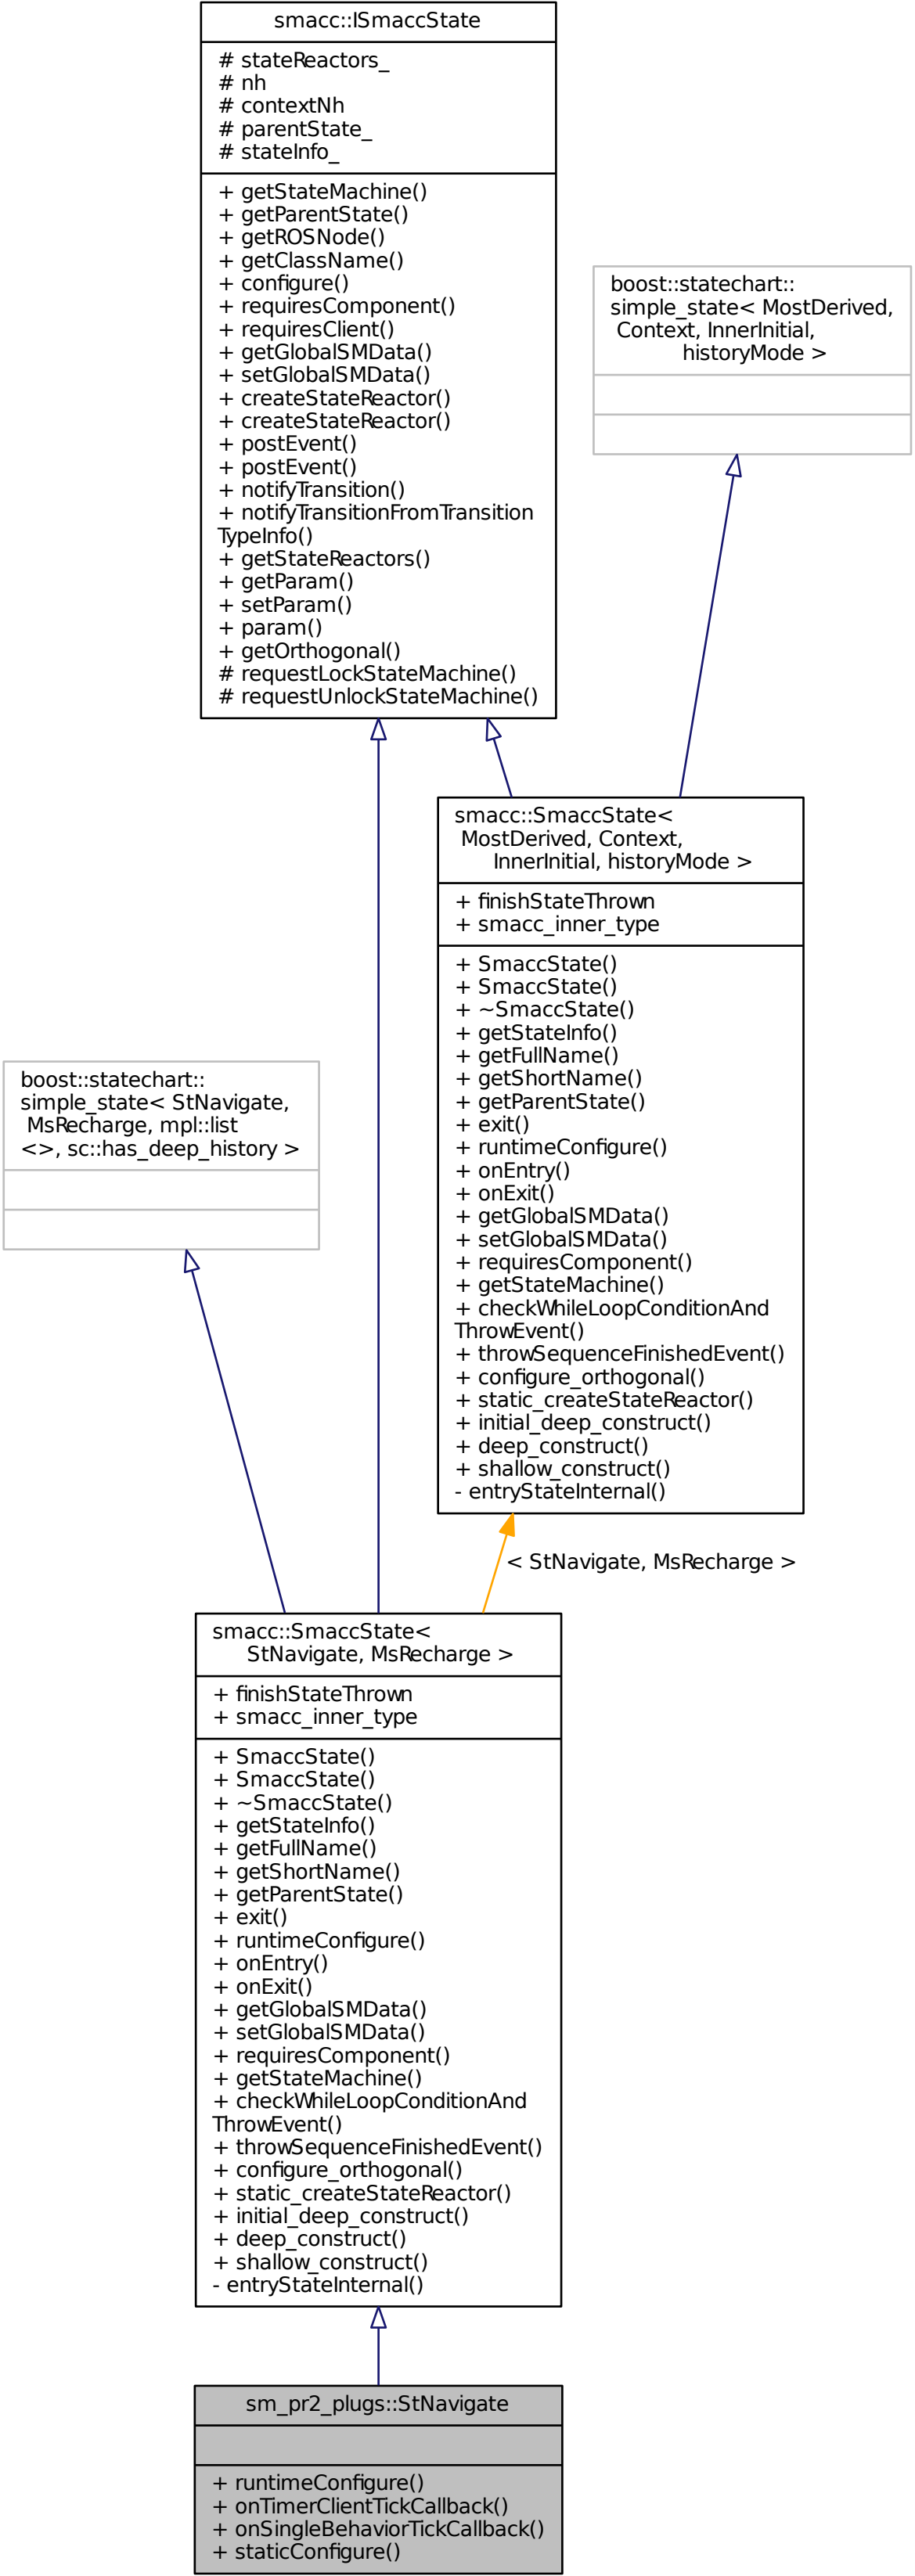 smacc::ISmaccState
# stateReactors_
# nh
# contextNh
# parentState_
# stateInfo_
+ getStateMachine()
+ getParentState()
+ getROSNode()
+ getClassName()
+ configure()
+ requiresComponent()
+ requiresClient()
+ getGlobalSMData()
+ setGlobalSMData()
+ createStateReactor()
+ createStateReactor()
+ postEvent()
+ postEvent()
+ notifyTransition()
+ notifyTransitionFromTransition
TypeInfo()
+ getStateReactors()
+ getParam()
+ setParam()
+ param()
+ getOrthogonal()
# requestLockStateMachine()
# requestUnlockStateMachine()
boost::statechart::
simple_state< MostDerived,
Context, InnerInitial,
historyMode >
smacc::SmaccState<
MostDerived, Context,
InnerInitial, historyMode >
+ finishStateThrown
+ smacc_inner_type
+ SmaccState()
+ SmaccState()
+ ~SmaccState()
+ getStateInfo()
+ getFullName()
+ getShortName()
+ getParentState()
+ exit()
+ runtimeConfigure()
+ onEntry()
+ onExit()
+ getGlobalSMData()
+ setGlobalSMData()
+ requiresComponent()
+ getStateMachine()
+ checkWhileLoopConditionAnd
ThrowEvent()
+ throwSequenceFinishedEvent()
+ configure_orthogonal()
+ static_createStateReactor()
+ initial_deep_construct()
+ deep_construct()
+ shallow_construct()
- entryStateInternal()
boost::statechart::
simple_state< StNavigate,
MsRecharge, mpl::list
<>, sc::has_deep_history >
< StNavigate, MsRecharge >
smacc::SmaccState<
StNavigate, MsRecharge >
+ finishStateThrown
+ smacc_inner_type
+ SmaccState()
+ SmaccState()
+ ~SmaccState()
+ getStateInfo()
+ getFullName()
+ getShortName()
+ getParentState()
+ exit()
+ runtimeConfigure()
+ onEntry()
+ onExit()
+ getGlobalSMData()
+ setGlobalSMData()
+ requiresComponent()
+ getStateMachine()
+ checkWhileLoopConditionAnd
ThrowEvent()
+ throwSequenceFinishedEvent()
+ configure_orthogonal()
+ static_createStateReactor()
+ initial_deep_construct()
+ deep_construct()
+ shallow_construct()
- entryStateInternal()
sm_pr2_plugs::StNavigate
+ runtimeConfigure()
+ onTimerClientTickCallback()
+ onSingleBehaviorTickCallback()
+ staticConfigure()